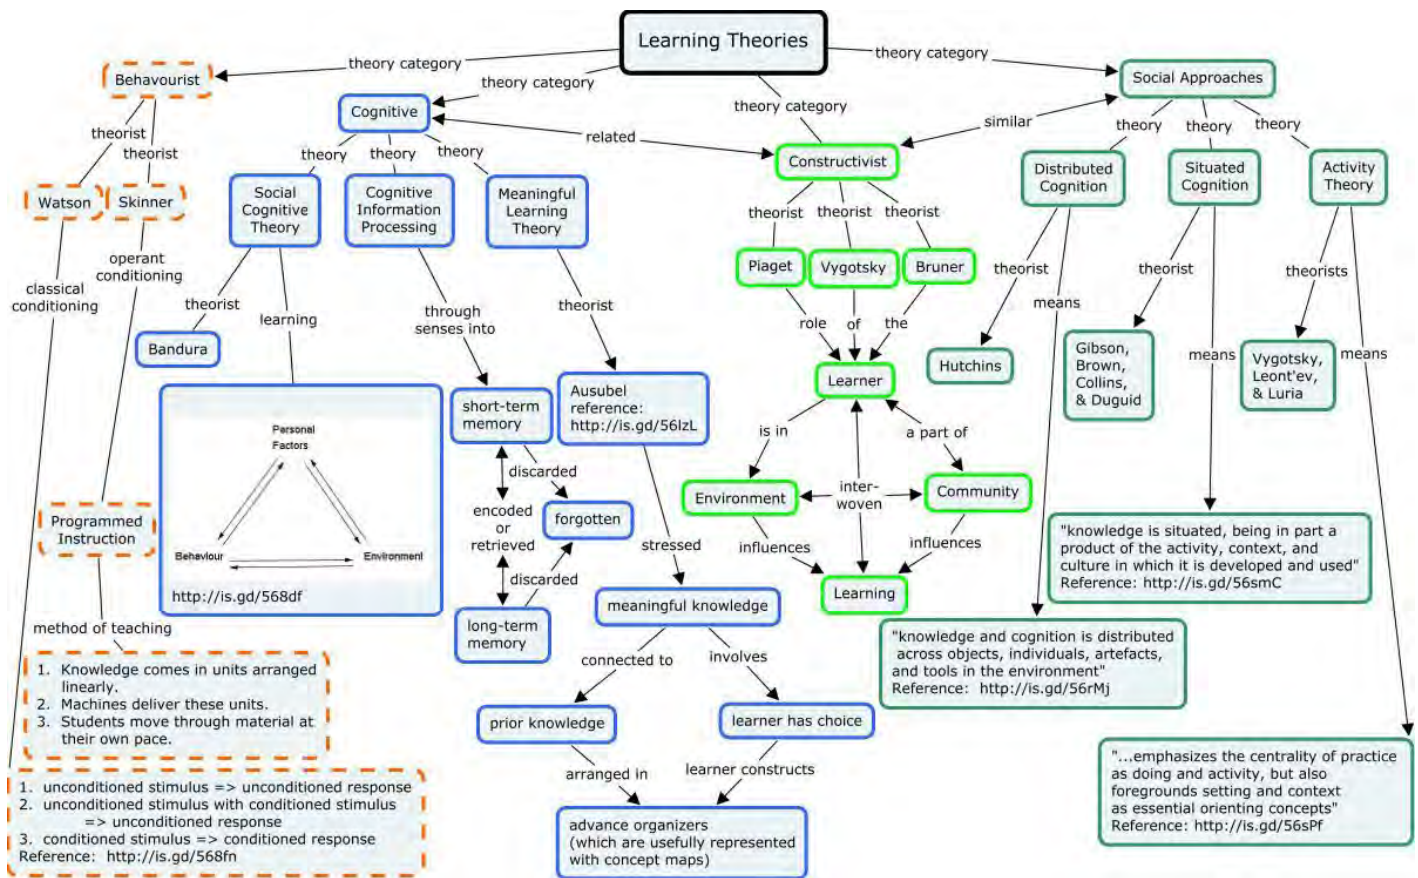 Learning Theories
theory category
theory category
theory category
theory category
Behavourist
Cognitive
Constructivist
Social Approaches
related
similar
theorist
theorist
Watson
Skinner
classical
conditioning
operant
conditioning
Programmed
Instruction
method of teaching
1. Knowledge comes in units arranged
linearly.
2. Machines deliver these units.
3. Students move through material at
their own pace.
1. unconditioned stimulus => unconditioned response
2. unconditioned stimulus with conditioned stimulus
=> unconditioned response
3. conditioned stimulus => conditioned response
Reference: http://is.gd/568fn
theory
theory
theory
Social
Cognitive
Theory
Cognitive
Information
Processing
Meaningful
Learning
Theory
theorist
learning
Bandura
Personal
Factors
Behaviour
Environment
http://is.gd/568df
through
senses into
short-term
memory
discarded
encoded or
retrieved
forgotten
discarded
long-term
memory
theorist
Ausubel
reference:
http://is.gd/56lzL
stressed
meaningful knowledge
connected to
involves
prior knowledge
learner has choice
arranged in
learner constructs
advance organizers
(which are usefully represented
with concept maps)
theorist
theorist
theorist
Piaget
Vygotsky
Bruner
role
of
the
Learner
is in
a part of
Environment
inter-
woven
Community
influences
influences
Learning
theory
theory
theory
Distributed
Cognition
Situated
Cognition
Activity
Theory
theorist
means
Hutchins
"knowledge and cognition is distributed
across objects, individuals, artefacts,
and tools in the environment"
Reference: http://is.gd/56rMj
theorist
means
Gibson,
Brown,
Collins,
& Duguid
"knowledge is situated, being in part a
product of the activity, context, and
culture in which it is developed and used"
Reference: http://is.gd/56smC
theorists
means
Vygotsky,
Leont'ev,
& Luria
"...emphasizes the centrality of practice
as doing and activity, but also
foregrounds setting and context
as essential orienting concepts"
Reference: http://is.gd/56sPf